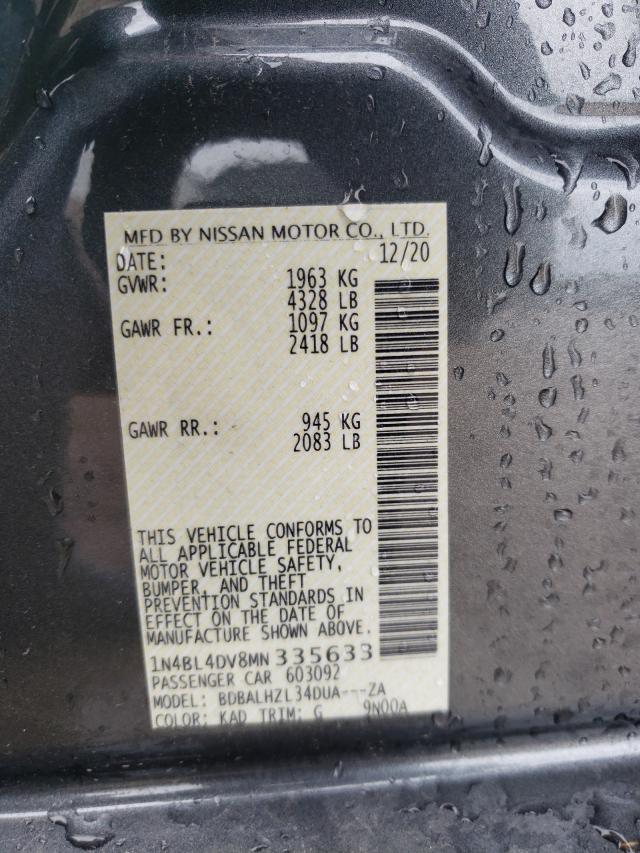 MFD BY NISSAN MOTOR CO., LTD.
DATE: 12/20
GVWR: 1963 KG
4328 LB
GAWR FR.: 1097 KG
2418 LB
GAWR RR.: 945 KG
2083 LB
THIS VEHICLE CONFORMS TO
ALL APPLICABLE FEDERAL
MOTOR VEHICLE SAFETY,
BUMPER, AND THEFT
PREVENTION STANDARDS IN
EFFECT ON THE DATE OF
MANUFACTURE SHOWN ABOVE.
1N4BL4DV8MN 335633
PASSENGER CAR 603092
MODEL: BDBALHZL34DUA---ZA
COLOR: KAD TRIM: G 9N00A